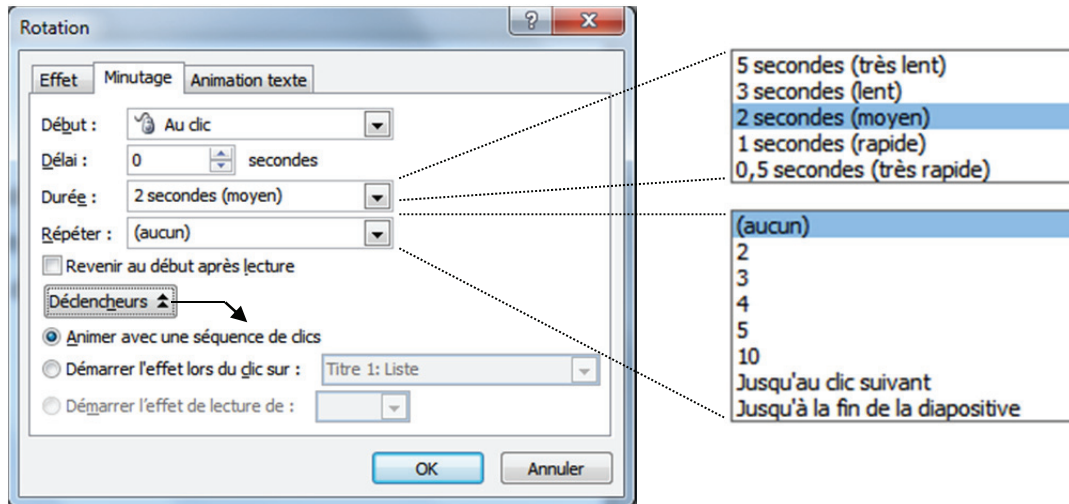 Rotation
Effet Minutage Animation texte
Début : Au clic
Délai : 0 secondes
Durée : 2 secondes (moyen)
Répéter : (aucun)
Revenir au début après lecture
Déclencheurs
Animer avec une séquence de clics
Démarrer l'effet lors du clic sur : Titre 1: Liste
Démarrer l'effet de lecture de :
OK Annuler
5 secondes (très lent)
3 secondes (lent)
2 secondes (moyen)
1 secondes (rapide)
0,5 secondes (très rapide)
(aucun)
2
3
4
5
10
Jusqu'au clic suivant
Jusqu'à la fin de la diapositive